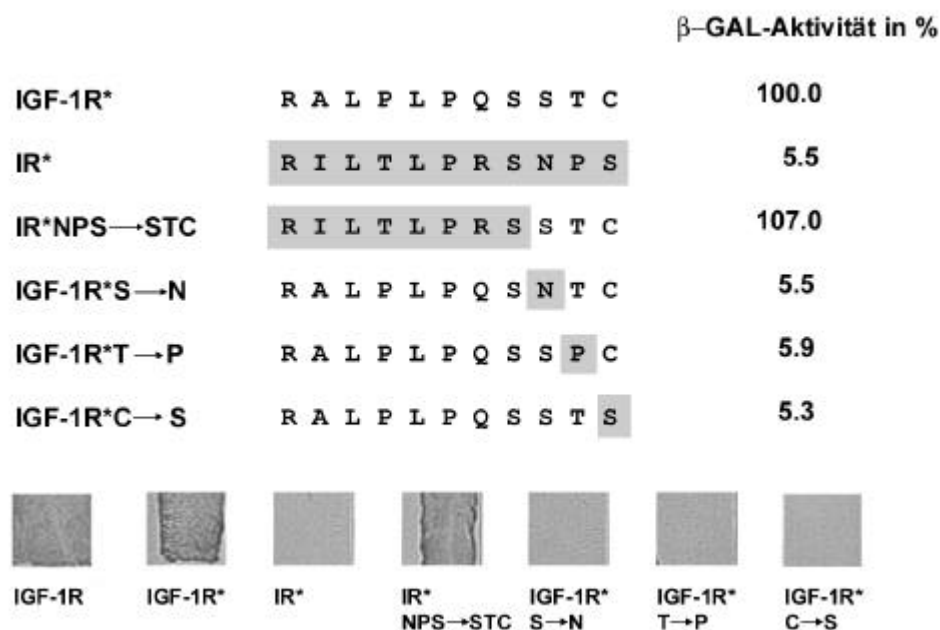 β–GAL-Aktivität in %
IGF-1R* R A L P L P Q S S T C 100.0
IR* R I L T L P R S N P S 5.5
IR*NPS→STC R I L T L P R S S T C 107.0
IGF-1R*S→N R A L P L P Q S N T C 5.5
IGF-1R*T→P R A L P L P Q S S P C 5.9
IGF-1R*C→S R A L P L P Q S S T S 5.3
IGF-1R IGF-1R* IR* IR* IGF-1R* IGF-1R* IGF-1R*
NPS→STC S→N T→P C→S